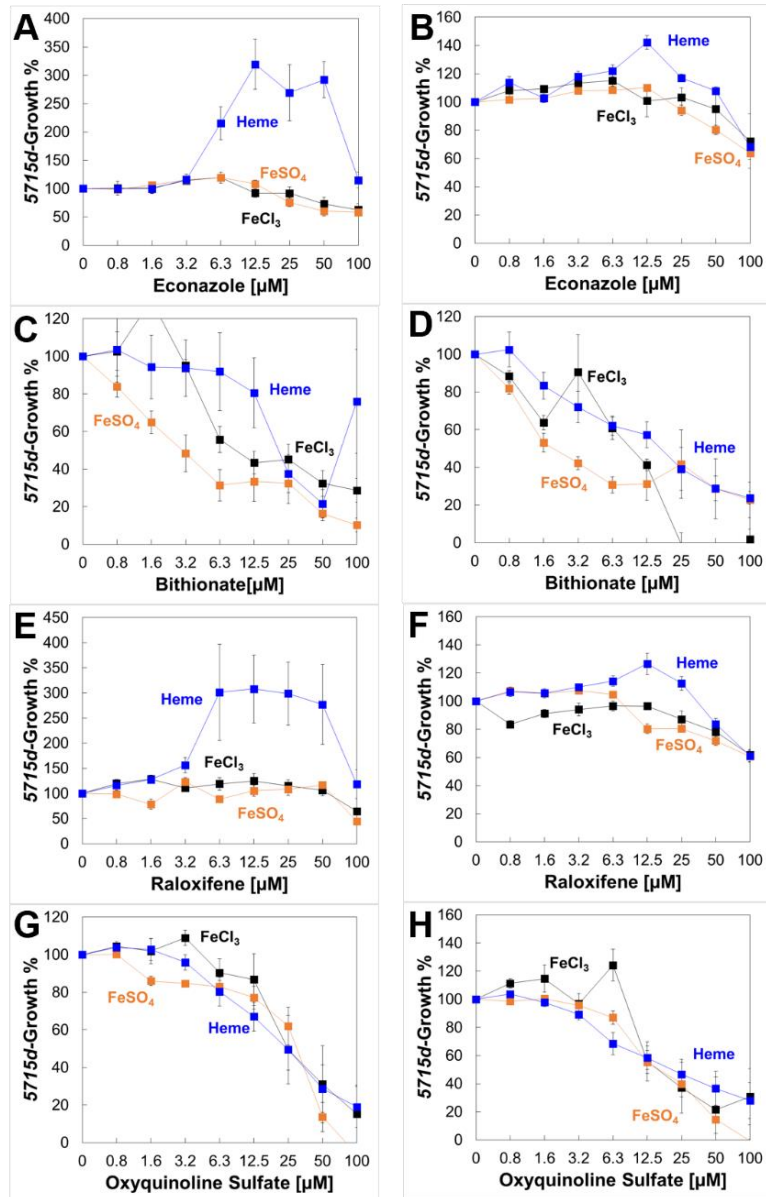 A
5715d-Growth %
400
350
300
250
200
150
100
50
0
Heme
FeSO4
FeCl3
0 0.8 1.6 3.2 6.3 12.5 25 50 100
Econazole [µM]
B
5715d-Growth %
160
140
120
100
80
60
40
20
0
Heme
FeCl3
FeSO4
0 0.8 1.6 3.2 6.3 12.5 25 50 100
Econazole [µM]
C
5715d-Growth %
120
100
80
60
40
20
0
Heme
FeSO4
FeCl3
0 0.8 1.6 3.2 6.3 12.5 25 50 100
Bithionate[µM]
D
5715d-Growth %
120
100
80
60
40
20
0
FeCl3
FeSO4
Heme
0 0.8 1.6 3.2 6.3 12.5 25 50 100
Bithionate [µM]
E
5715d-Growth %
450
400
350
300
250
200
150
100
50
0
Heme
FeCl3
FeSO4
0 0.8 1.6 3.2 6.3 12.5 25 50 100
Raloxifene [µM]
F
5715d-Growth %
160
140
120
100
80
60
40
20
0
Heme
FeCl3
FeSO4
0 0.8 1.6 3.2 6.3 12.5 25 50 100
Raloxifene [µM]
G
5715d-Growth %
120
100
80
60
40
20
0
FeCl3
FeSO4
Heme
0 0.8 1.6 3.2 6.3 12.5 25 50 100
Oxyquinoline Sulfate [µM]
H
5715d-Growth %
160
140
120
100
80
60
40
20
0
FeCl3
Heme
FeSO4
0 0.8 1.6 3.2 6.3 12.5 25 50 100
Oxyquinoline Sulfate [µM]